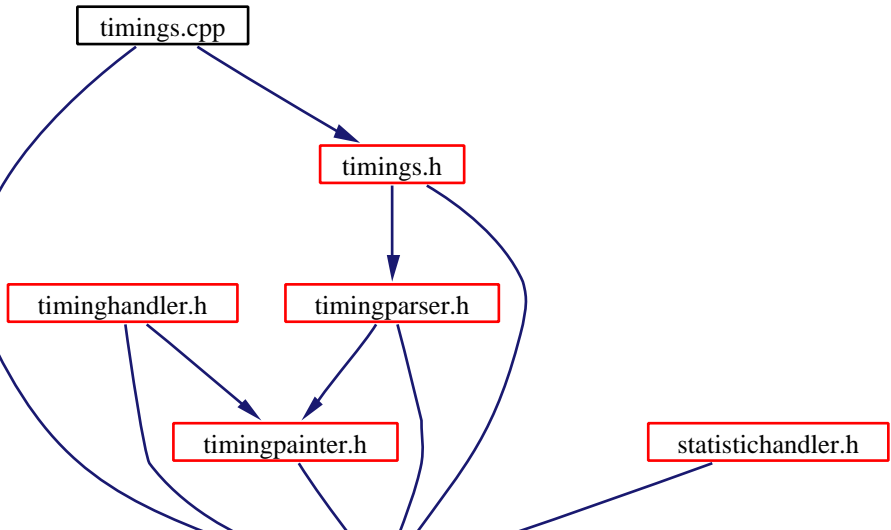 timings.cpp
timings.h
timinghandler.h
timingparser.h
timingpainter.h
statistichandler.h